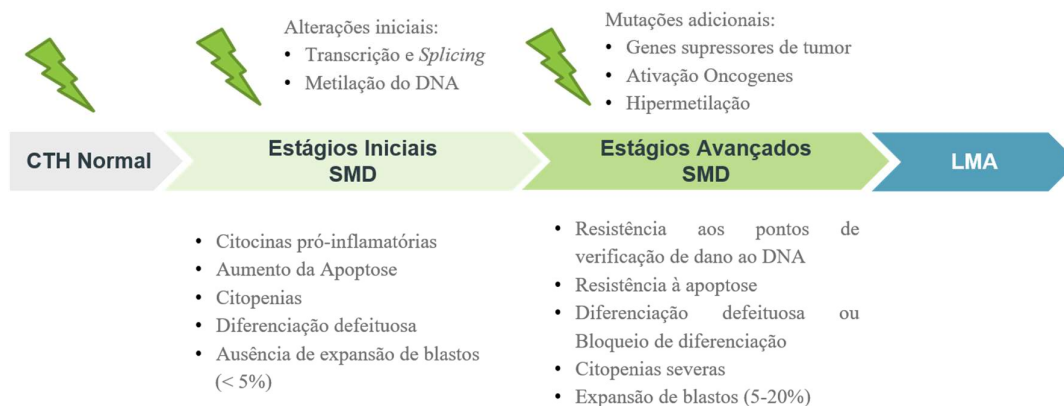 Alterações iniciais:
• Transcrição e Splicing
• Metilação do DNA
Mutações adicionais:
• Genes supressores de tumor
• Ativação Oncogenes
• Hipermetilação
CTH Normal
Estágios Iniciais
SMD
Estágios Avançados
SMD
LMA
• Citocinas pró-inflamatórias
• Aumento da Apoptose
• Citopenias
• Diferenciação defeituosa
• Ausência de expansão de blastos
(< 5%)
• Resistência aos pontos de
verificação de dano ao DNA
• Resistência à apoptose
• Diferenciação defeituosa ou
Bloqueio de diferenciação
• Citopenias severas
• Expansão de blastos (5-20%)